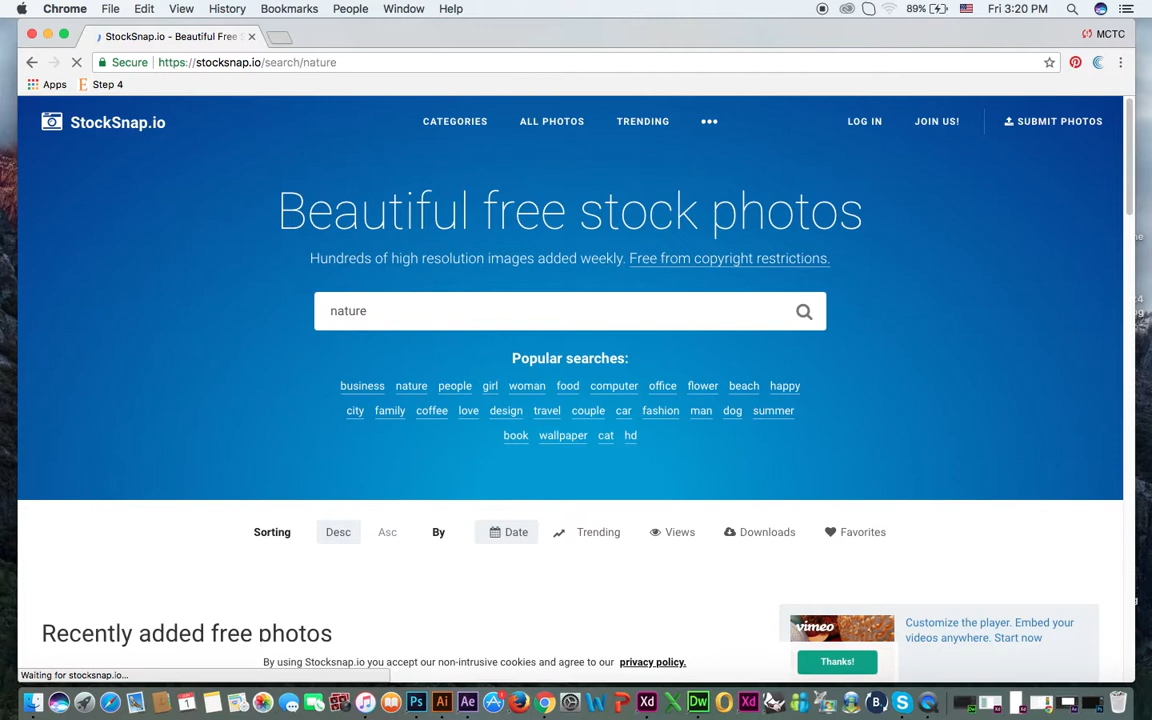 Chrome File Edit View History Bookmarks People Window Help 89% Fri 3:20 PM
StockSnap.io - Beautiful Free S MCTC
Secure https://stocksnap.io/search/nature
Apps Step 4
StockSnap.io CATEGORIES ALL PHOTOS TRENDING ••• LOG IN JOIN US! SUBMIT PHOTOS
Beautiful free stock photos
Hundreds of high resolution images added weekly. Free from copyright restrictions.
nature
Popular searches:
business nature people girl woman food computer office flower beach happy
city family coffee love design travel couple car fashion man dog summer
book wallpaper cat hd
Sorting Desc Asc By Date Trending Views Downloads Favorites
Recently added free photos
vimeo
Customize the player. Embed your
videos anywhere. Start now
By using Stocksnap.io you accept our non-intrusive cookies and agree to our privacy policy. Thanks!
Waiting for stocksnap.io...
Ps Ai Ae Xd Dw Xd B.